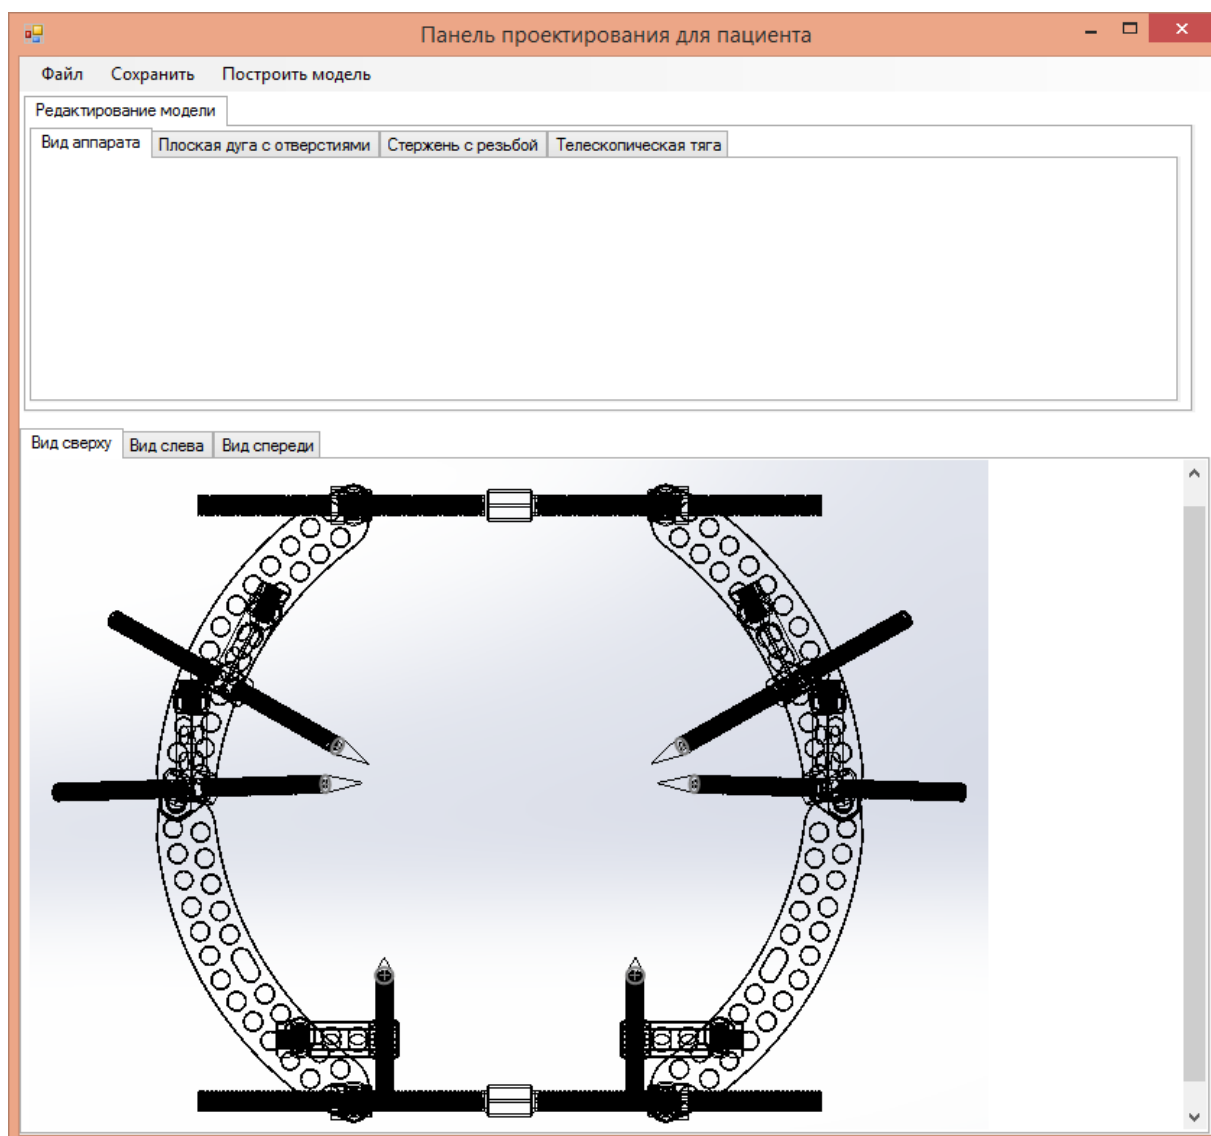 Панель проектирования для пациента
Файл Сохранить Построить модель
Редактирование модели
Вид аппарата Плоская дуга с отверстиями Стержень с резьбой Телескопическая тяга
Вид сверху Вид слева Вид спереди